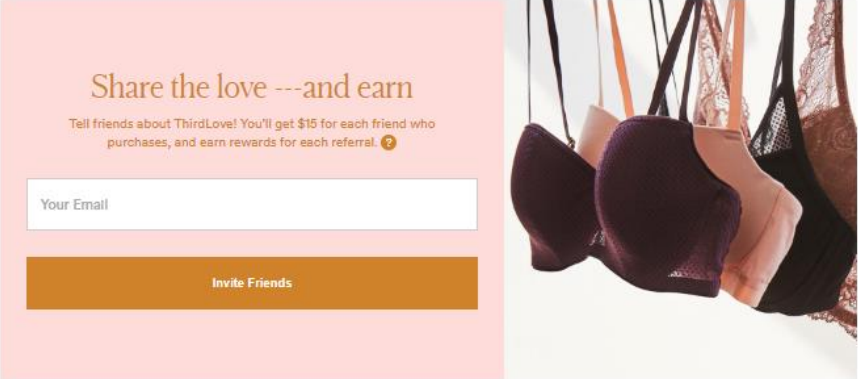 Share the love ---and earn
Tell friends about ThirdLove! You'll get $15 for each friend who
purchases, and earn rewards for each referral. ?
Your Email
Invite Friends